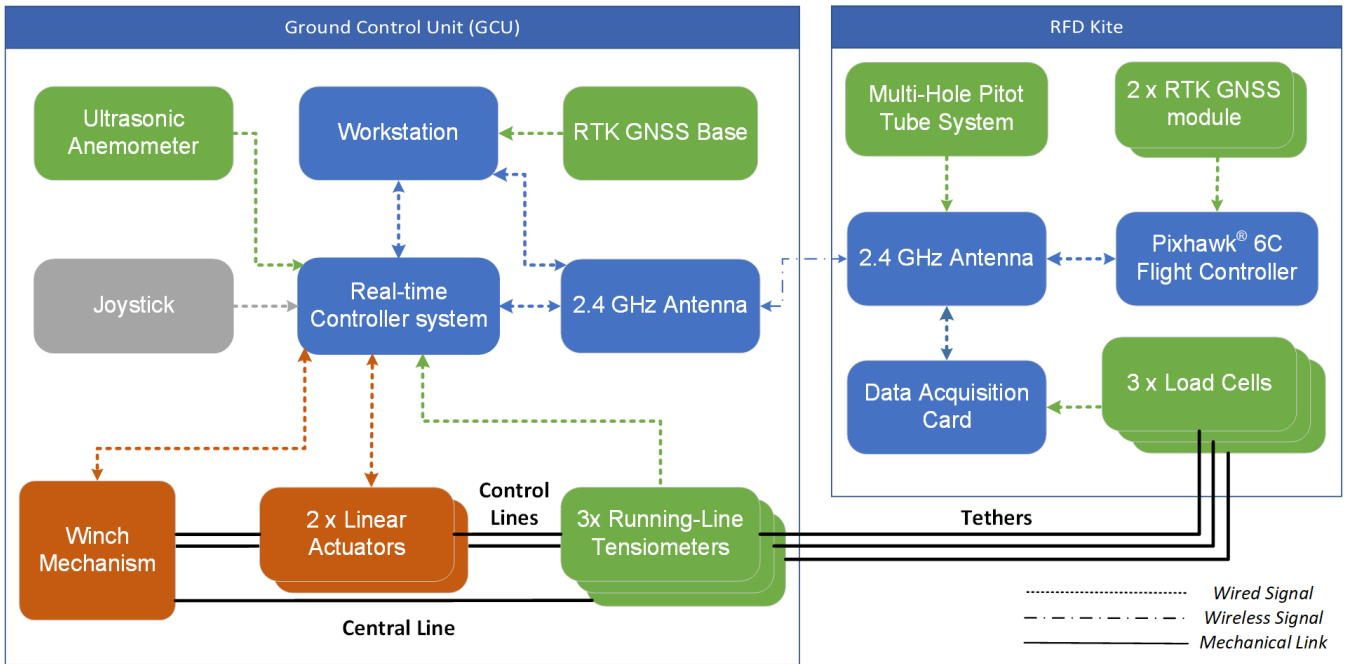 Ground Control Unit (GCU)
RFD Kite
Ultrasonic
Anemometer
Workstation
RTK GNSS Base
Multi-Hole Pitot
Tube System
2 x RTK GNSS
module
Joystick
Real-time
Controller system
2.4 GHz Antenna
2.4 GHz Antenna
Pixhawk® 6C
Flight Controller
Data Acquisition
Card
3 x Load Cells
Winch
Mechanism
2 x Linear
Actuators
Control
Lines
3x Running-Line
Tensiometers
Tethers
Central Line
Wired Signal
Wireless Signal
Mechanical Link